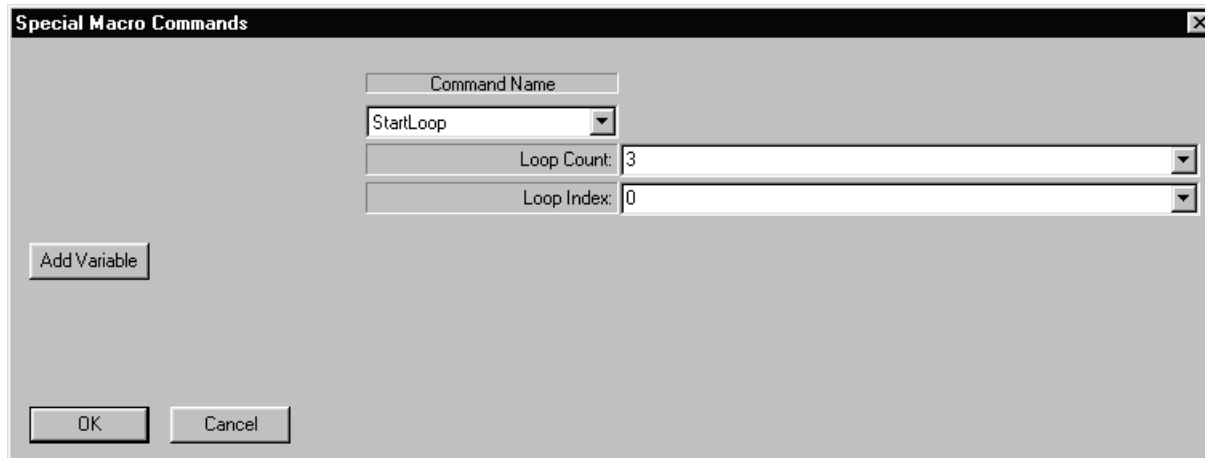 Special Macro Commands
Command Name
StartLoop
Loop Count: 3
Loop Index: 0
Add Variable
OK Cancel